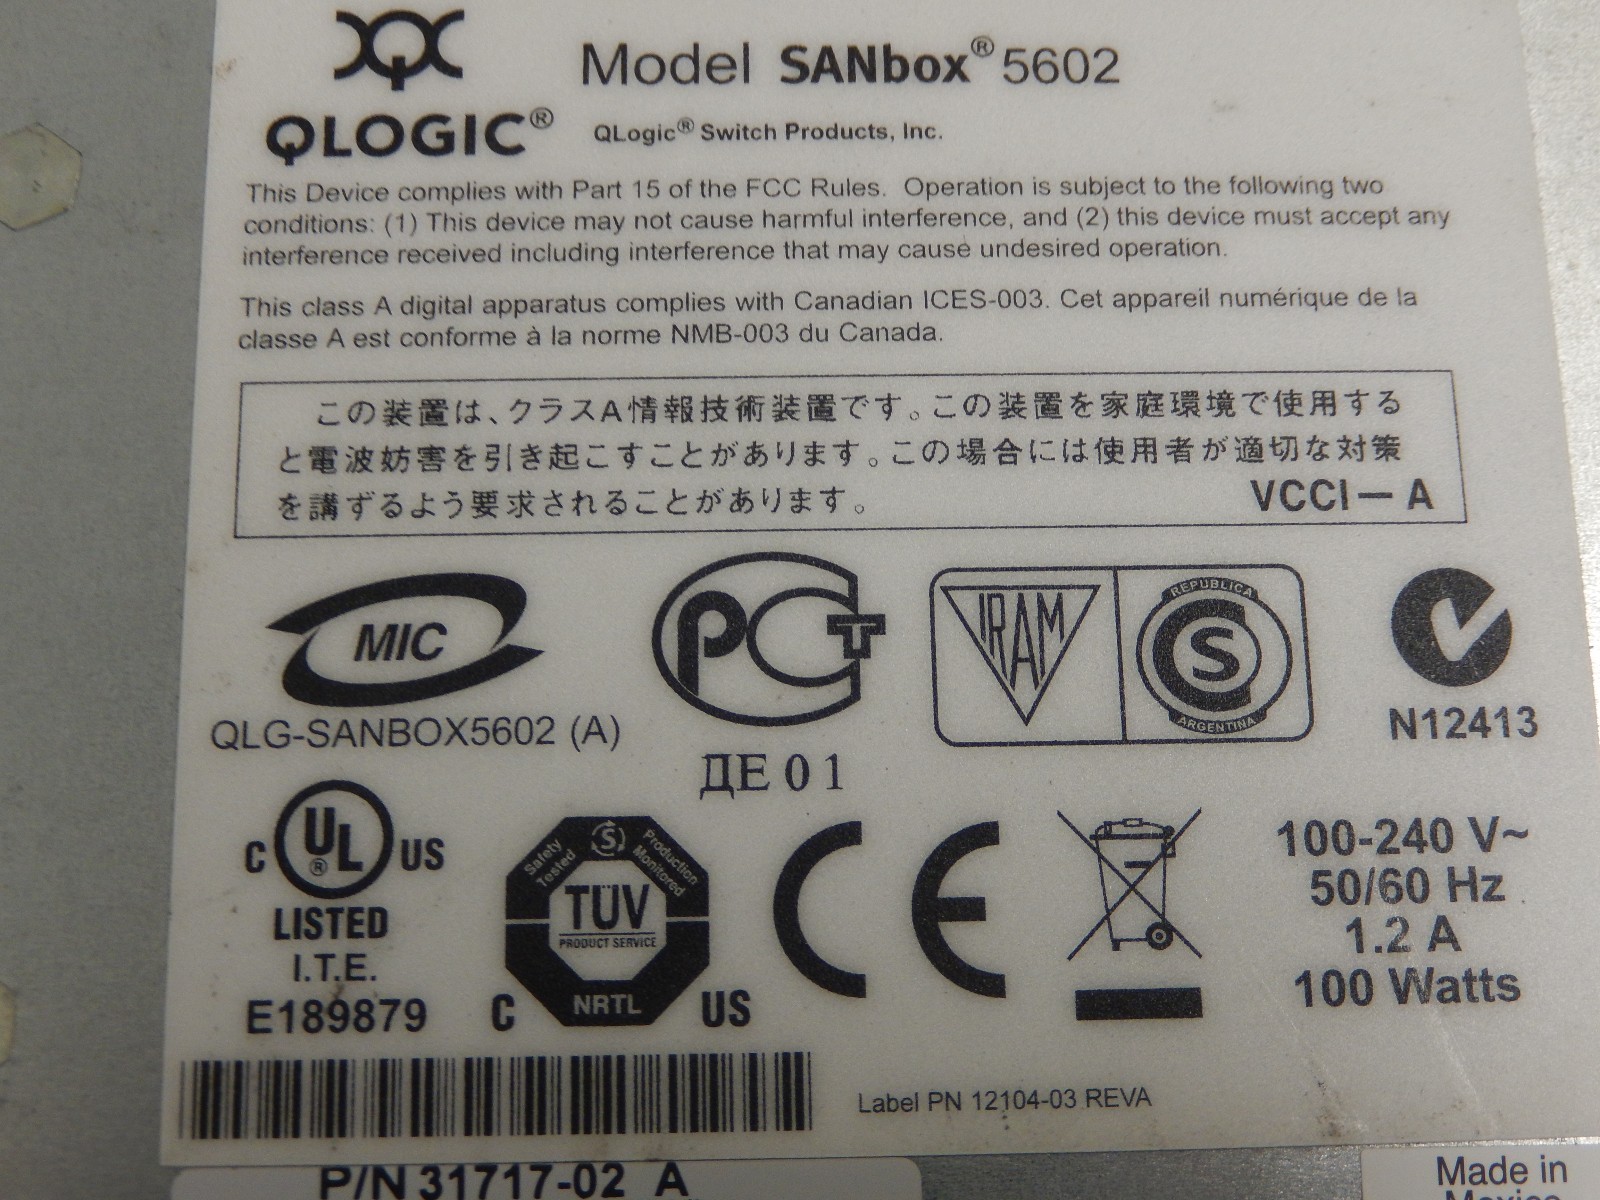 Model SANbox® 5602
QLOGIC®
QLogic® Switch Products, Inc.
This Device complies with Part 15 of the FCC Rules. Operation is subject to the following two
conditions: (1) This device may not cause harmful interference, and (2) this device must accept any
interference received including interference that may cause undesired operation.
This class A digital apparatus complies with Canadian ICES-003. Cet appareil numérique de la
classe A est conforme à la norme NMB-003 du Canada.
この装置は、クラスA情報技術装置です。この装置を家庭環境で使用する
と電波妨害を引き起こすことがあります。この場合には使用者が適切な対策
を講ずるよう要求されることがあります。
VCCI－A
MIC
QLG-SANBOX5602 (A)
PCT
ДЕ 01
IRAM
REPUBLICA
S
ARGENTINA
N12413
C UL® US
LISTED
I.T.E.
E189879
Safety Tested
S
Production Monitored
TÜV
PRODUCT SERVICE
NRTL
C US
CE
100-240 V~
50/60 Hz
1.2 A
100 Watts
Label PN 12104-03 REVA
P/N 31717-02 A
Made in
Mexico